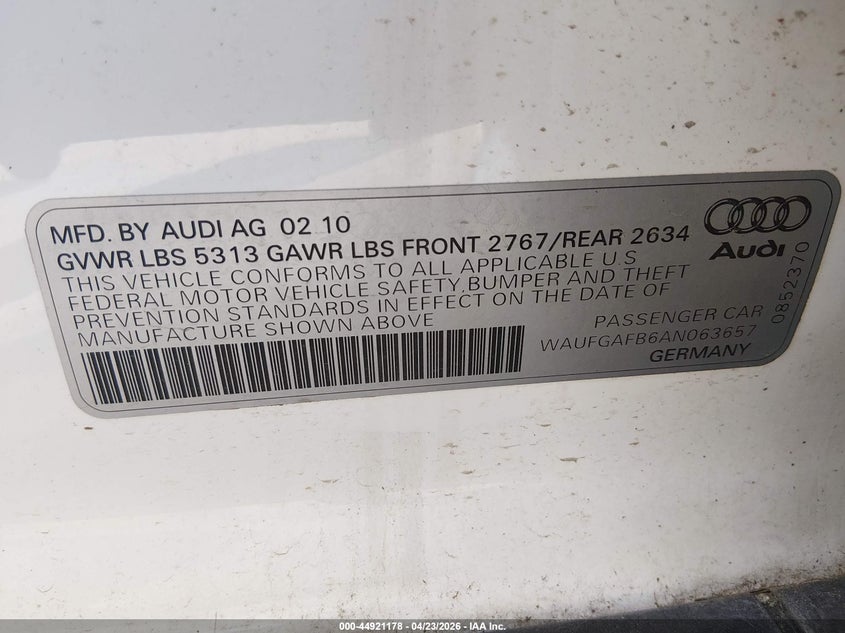 MFD. BY AUDI AG 02 10
GVWR LBS 5313 GAWR LBS FRONT 2767/REAR 2634
THIS VEHICLE CONFORMS TO ALL APPLICABLE U.S
FEDERAL MOTOR VEHICLE SAFETY,BUMPER AND THEFT
PREVENTION STANDARDS IN EFFECT ON THE DATE OF
MANUFACTURE SHOWN ABOVE
Audi
PASSENGER CAR
WAUFGAFB6AN063657
GERMANY
0852370
000-44921178 - 04/23/2026 - IAA Inc.